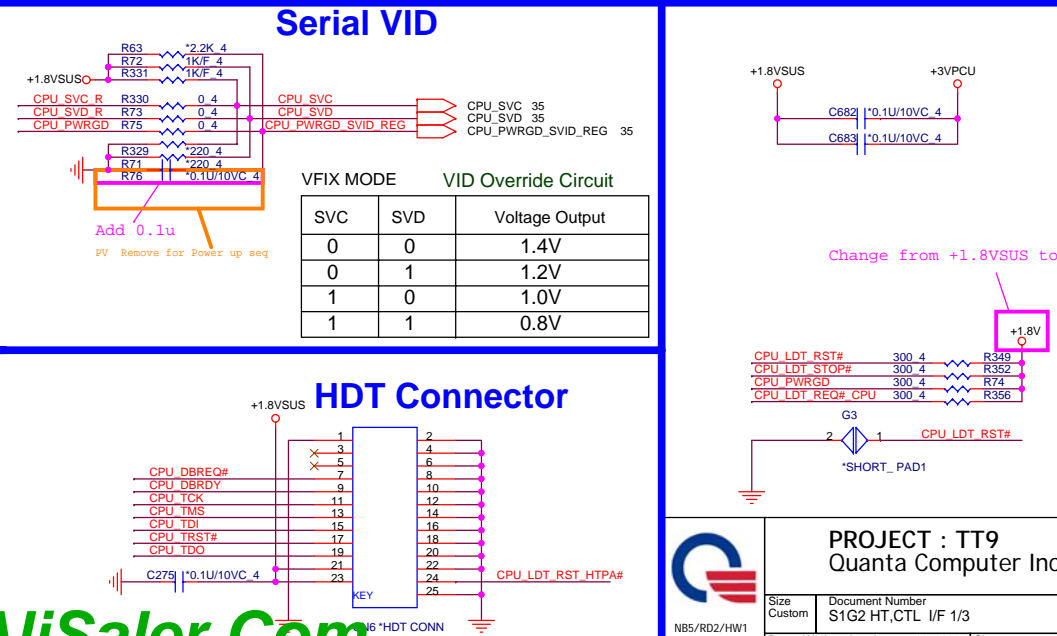 Serial VID
R63 *2.2K_4
R72 1K/F_4
R331 1K/F_4
+1.8VSUS
CPU_SVC_R R330 0_4 CPU_SVC
CPU_SVD_R R73 0_4 CPU_SVD
CPU_PWRGD R75 0_4 CPU_PWRGD_SVID_REG
CPU_SVC 35
CPU_SVD 35
CPU_PWRGD_SVID_REG 35
R329 *220_4
R71 *220_4
R76 *0.1U/10VC_4
Add 0.1u
PV Remove for Power up seq
VFIX MODE VID Override Circuit
SVC SVD Voltage Output
0 0 1.4V
0 1 1.2V
1 0 1.0V
1 1 0.8V
+1.8VSUS +3VPCU
C682 *0.1U/10VC_4
C683 *0.1U/10VC_4
Change from +1.8VSUS to
+1.8V
CPU_LDT_RST# 300_4 R349
CPU_LDT_STOP# 300_4 R352
CPU_PWRGD 300_4 R74
CPU_LDT_REQ#_CPU 300_4 R356
G3
2 1 CPU_LDT_RST#
*SHORT_ PAD1
HDT Connector
+1.8VSUS
1 2
3 4
5 6
CPU_DBREQ# 7 8
CPU_DBRDY 9 10
CPU_TCK 11 12
CPU_TMS 13 14
CPU_TDI 15 16
CPU_TRST# 17 18
CPU_TDO 19 20
21 22
C275 *0.1U/10VC_4 23 24 CPU_LDT_RST_HTPA#
KEY 25
*HDT CONN
NB5/RD2/HW1
PROJECT : TT9
Quanta Computer Inc
Size Custom
Document Number
S1G2 HT,CTL I/F 1/3